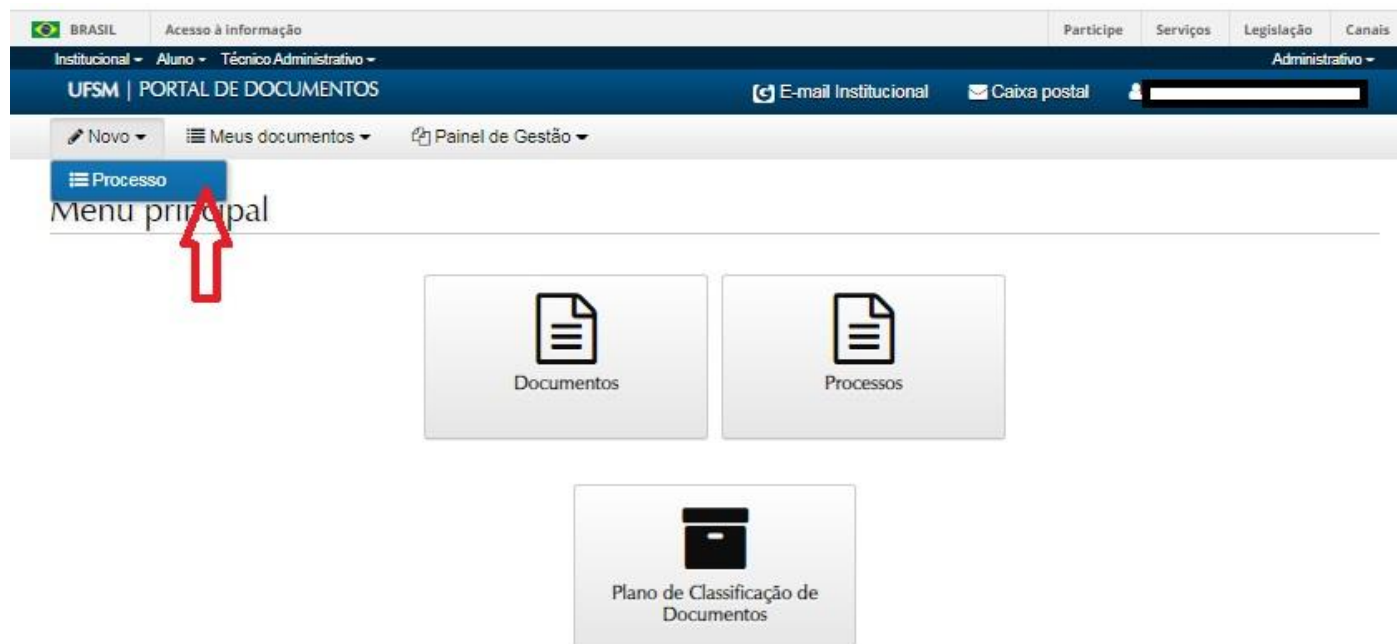 BRASIL Acesso à informação Participe Serviços Legislação Canais
Institucional Aluno Técnico Administrativo Administrativo
UFSM | PORTAL DE DOCUMENTOS E-mail Institucional Caixa postal
Novo Meus documentos Painel de Gestão
Processo
Menu principal
Documentos Processos
Plano de Classificação de
Documentos